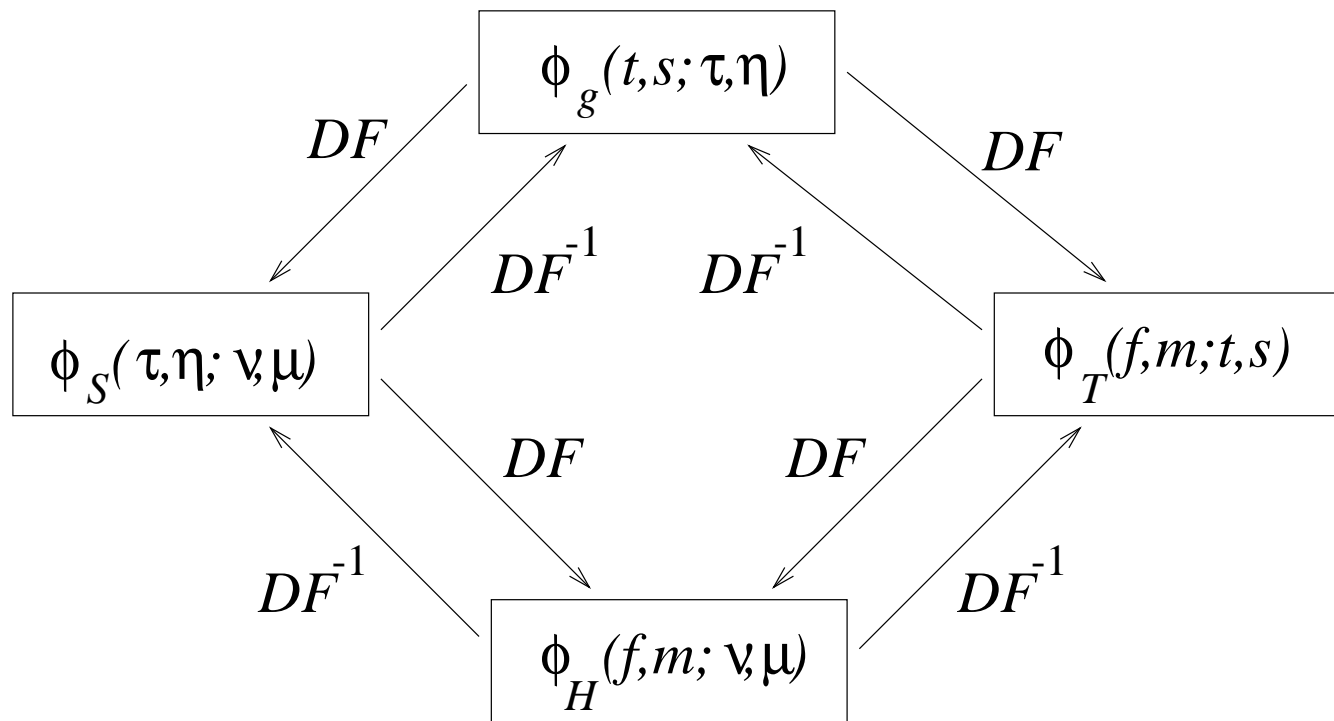 ϕ_g(t,s;τ,η)
DF DF
DF⁻¹ DF⁻¹
ϕ_S(τ,η;ν,μ) ϕ_T(f,m;t,s)
DF DF
DF⁻¹ DF⁻¹
ϕ_H(f,m;ν,μ)